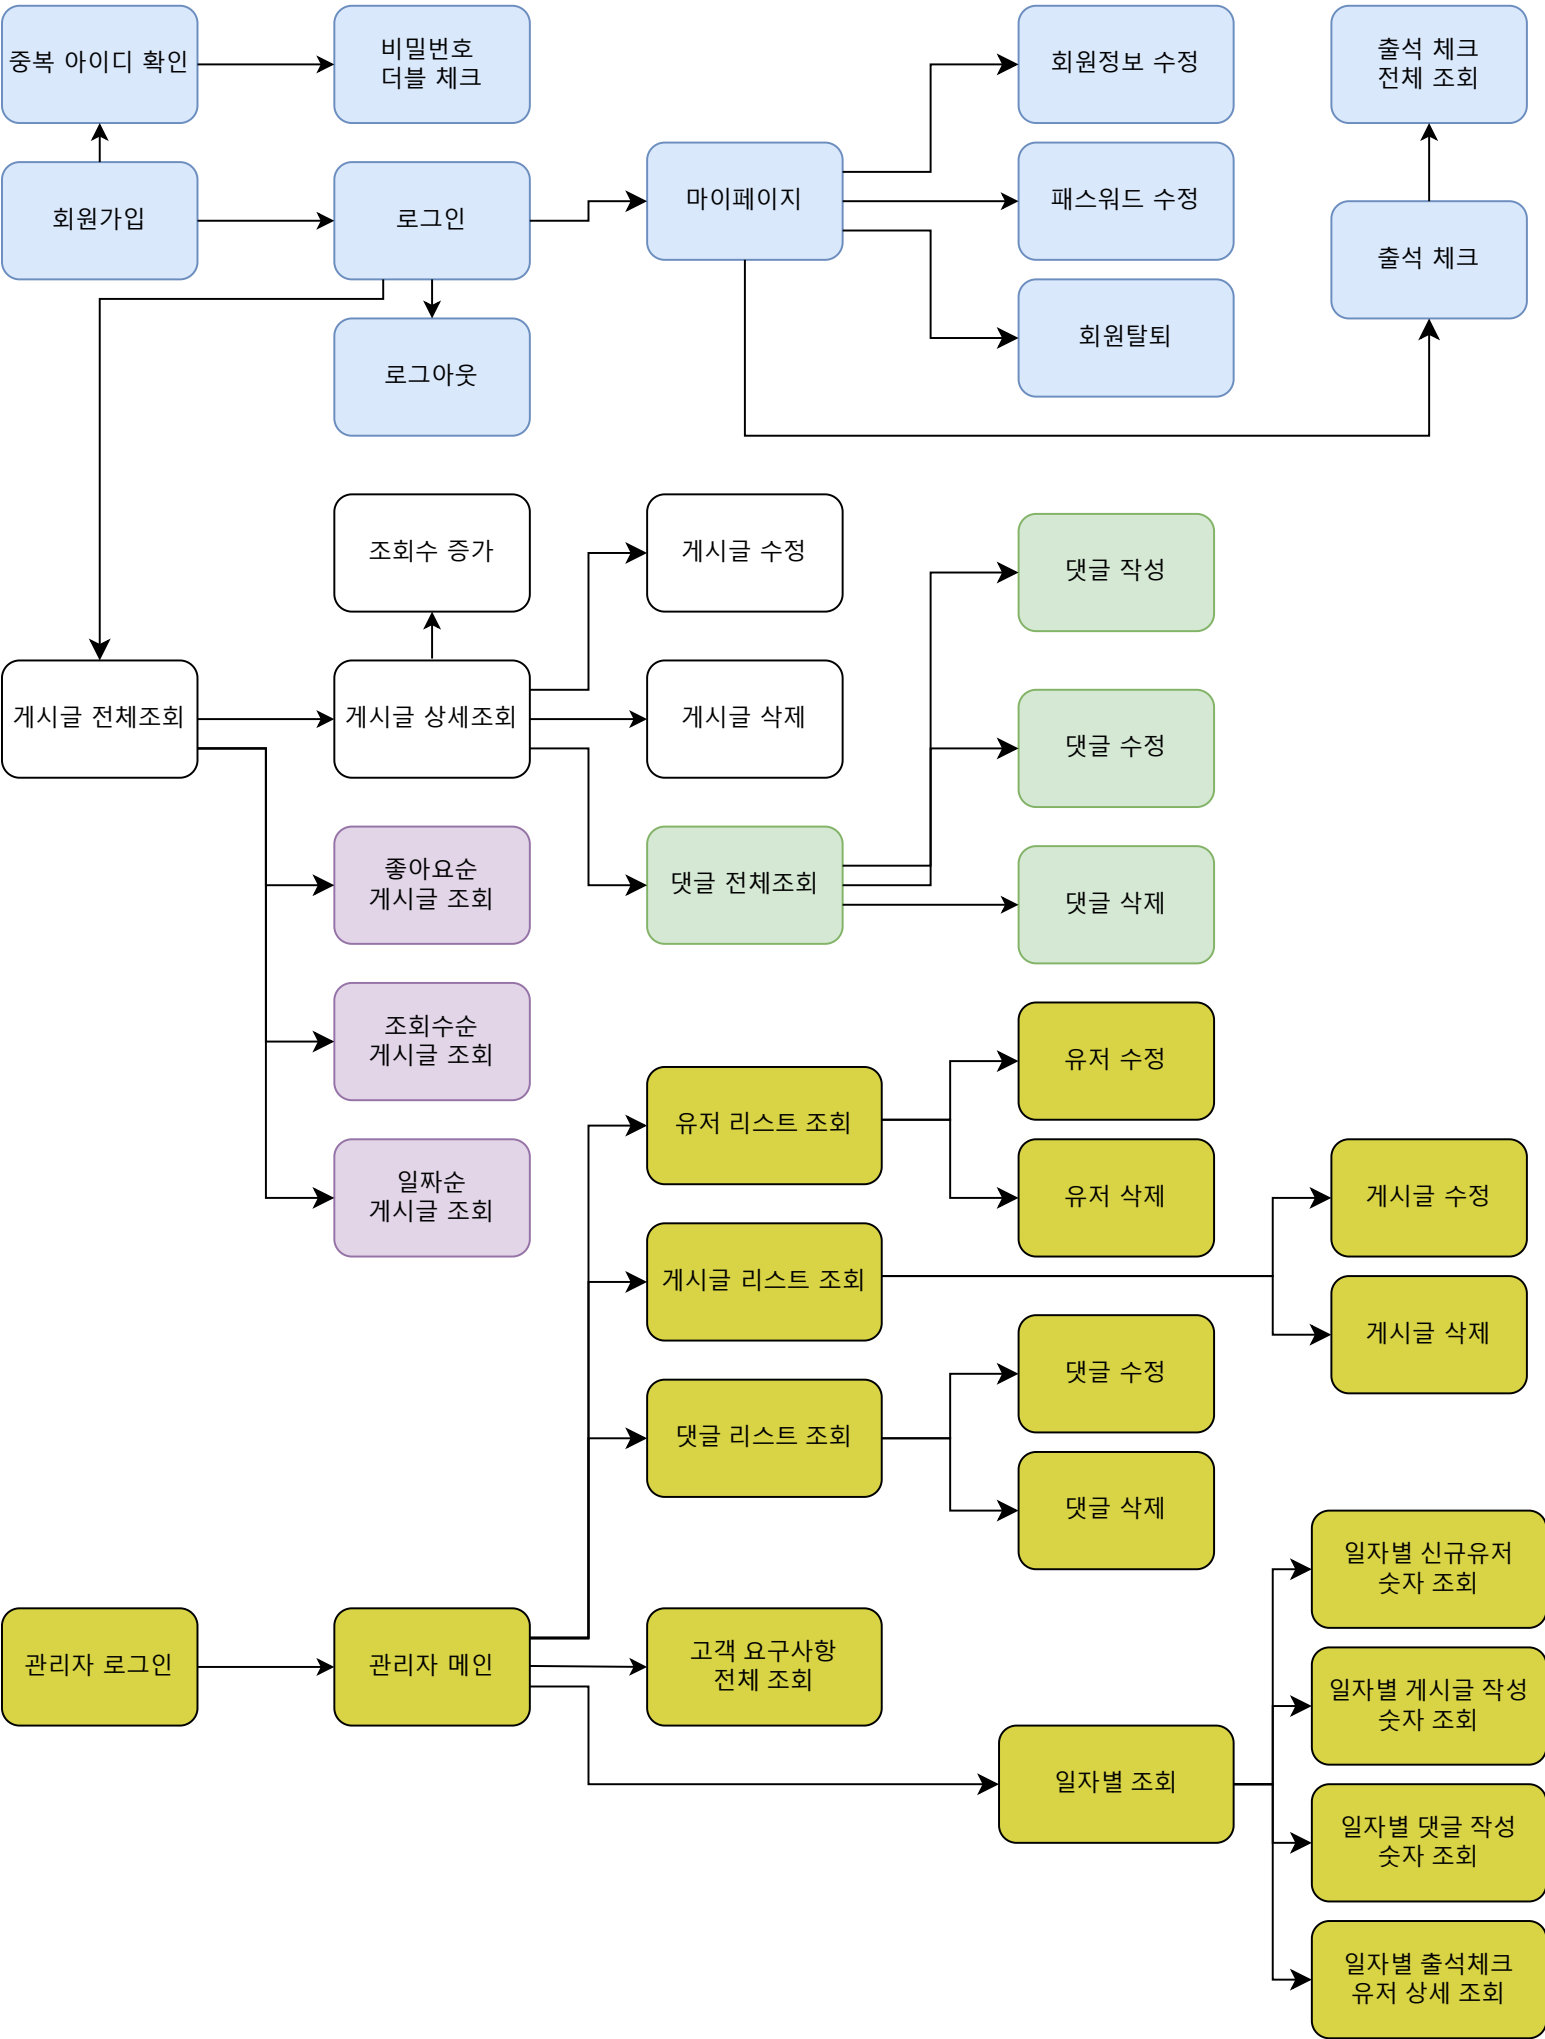 중복 아이디 확인
비밀번호
더블 체크
회원정보 수정
출석 체크
전체 조회
회원가입
로그인
마이페이지
패스워드 수정
출석 체크
로그아웃
회원탈퇴
조회수 증가
게시글 수정
댓글 작성
게시글 전체조회
게시글 상세조회
게시글 삭제
댓글 수정
좋아요순
게시글 조회
댓글 전체조회
댓글 삭제
조회수순
게시글 조회
유저 리스트 조회
유저 수정
일짜순
게시글 조회
유저 삭제
게시글 수정
게시글 리스트 조회
게시글 삭제
댓글 리스트 조회
댓글 수정
댓글 삭제
일자별 신규유저
숫자 조회
관리자 로그인
관리자 메인
고객 요구사항
전체 조회
일자별 게시글 작성
숫자 조회
일자별 조회
일자별 댓글 작성
숫자 조회
일자별 출석체크
유저 상세 조회